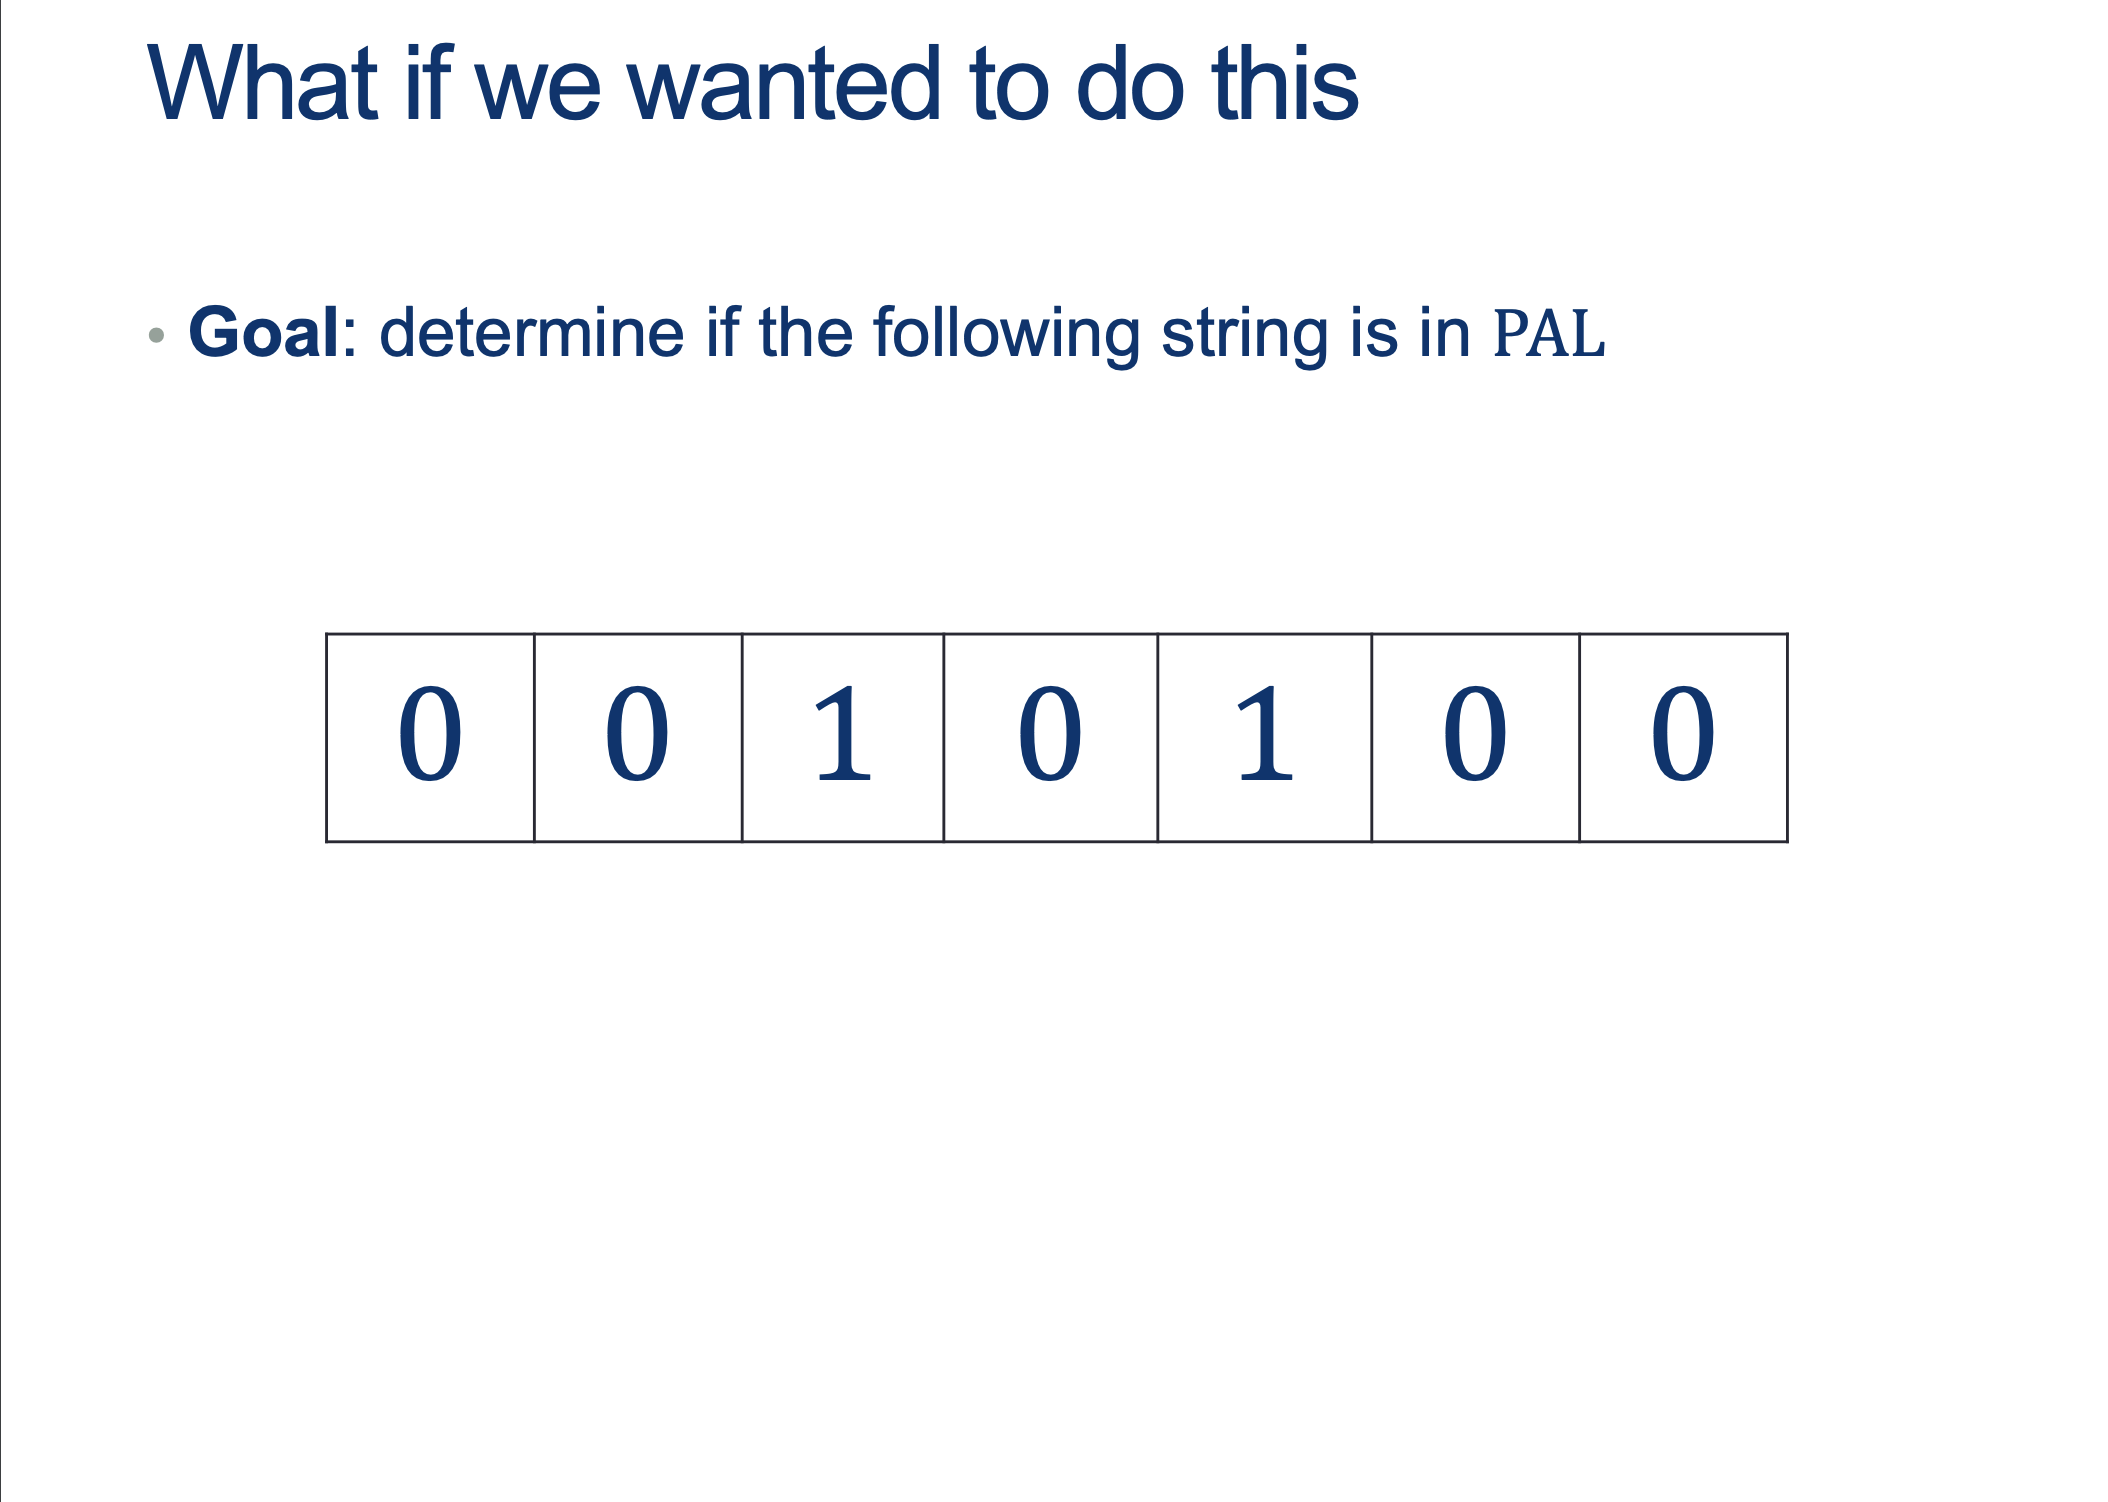 What if we wanted to do this
• Goal: determine if the following string is in PAL
0 0 1 0 1 0 0